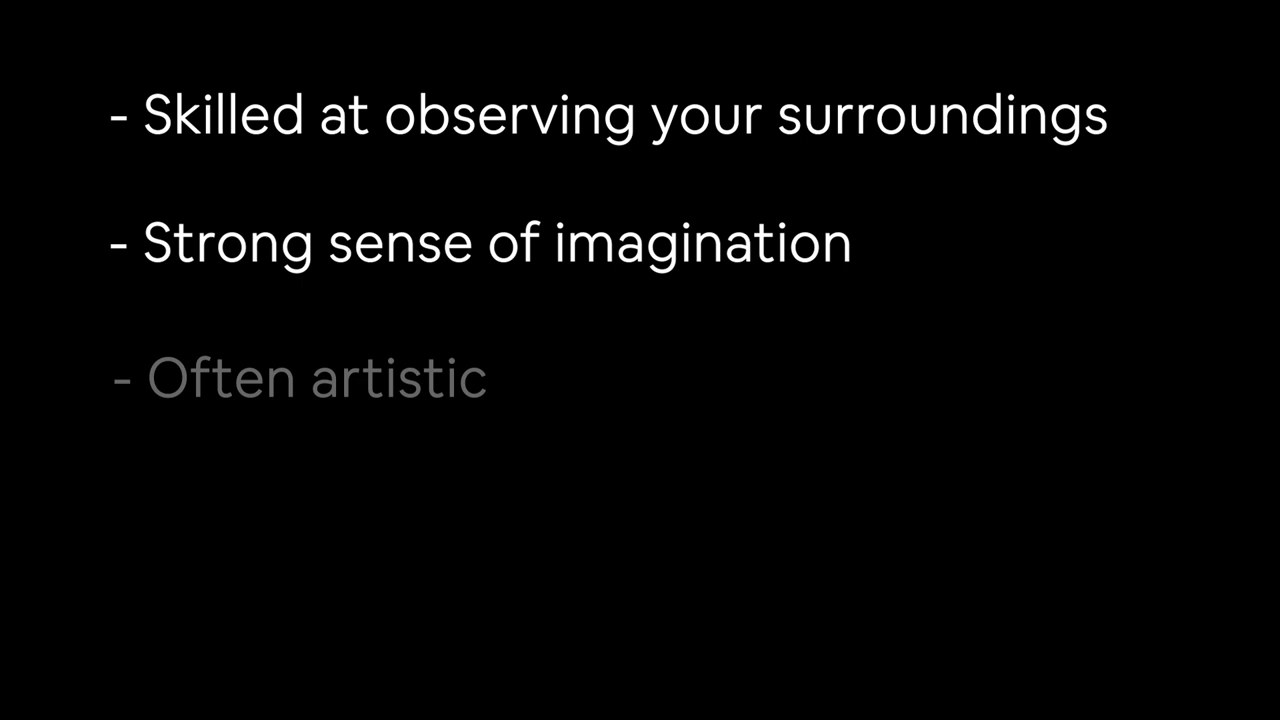 - Skilled at observing your surroundings
- Strong sense of imagination
- Often artistic